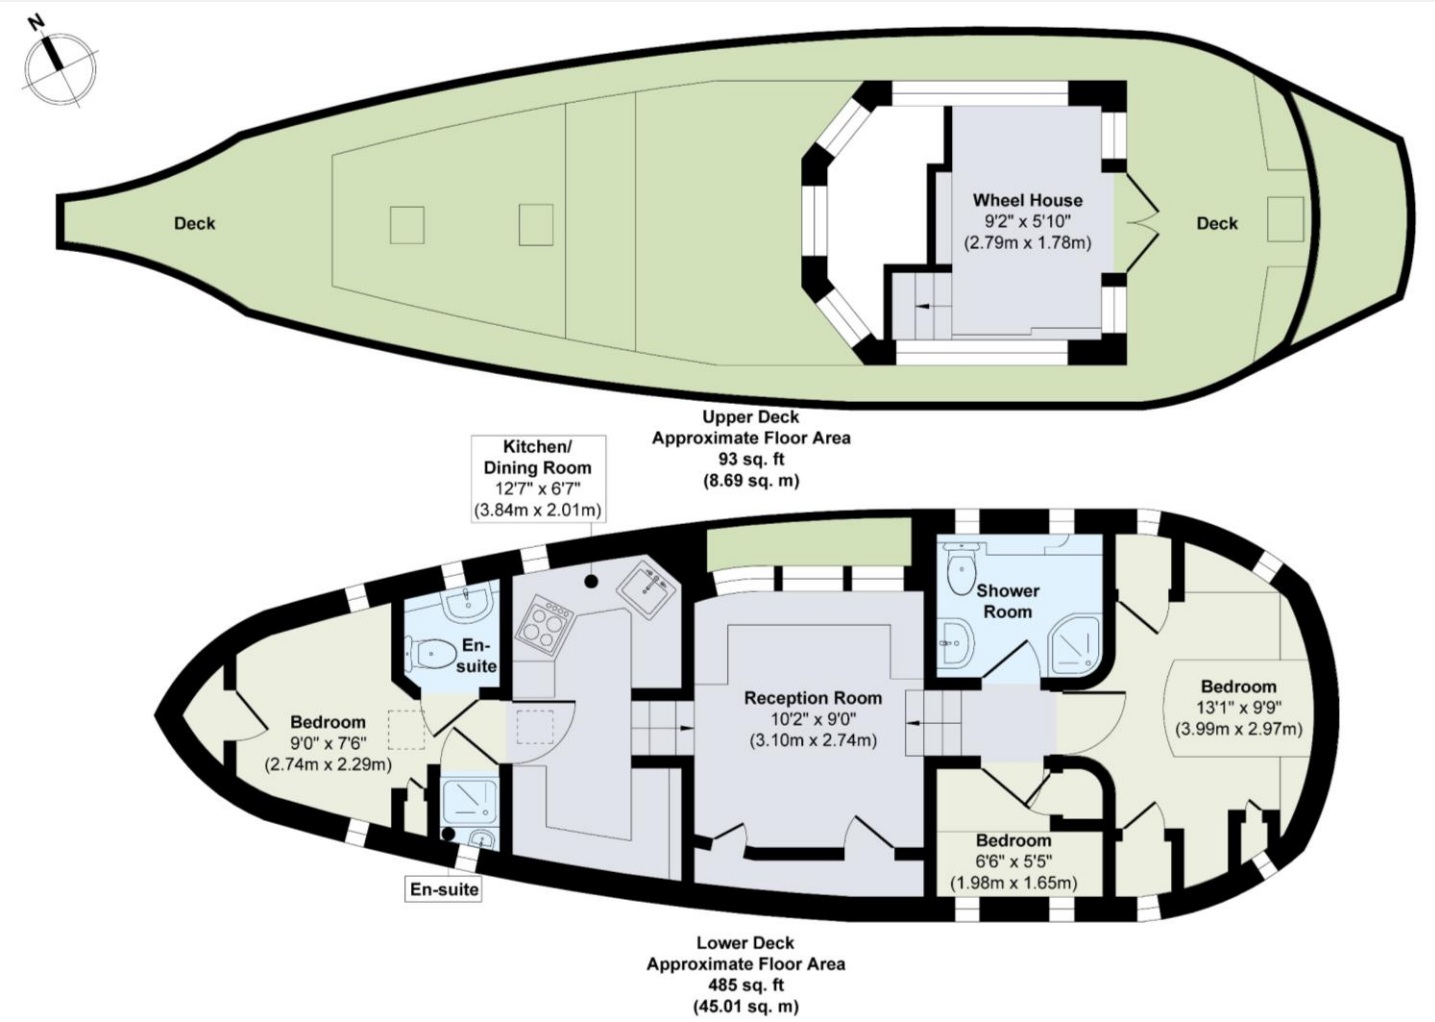 N
Deck
Wheel House
9'2" x 5'10"
(2.79m x 1.78m)
Deck
Upper Deck
Approximate Floor Area
93 sq. ft
(8.69 sq. m)
Kitchen/
Dining Room
12'7" x 6'7"
(3.84m x 2.01m)
Shower
Room
En-
suite
Bedroom
9'0" x 7'6"
(2.74m x 2.29m)
Reception Room
10'2" x 9'0"
(3.10m x 2.74m)
Bedroom
13'1" x 9'9"
(3.99m x 2.97m)
Bedroom
6'6" x 5'5"
(1.98m x 1.65m)
En-suite
Lower Deck
Approximate Floor Area
485 sq. ft
(45.01 sq. m)